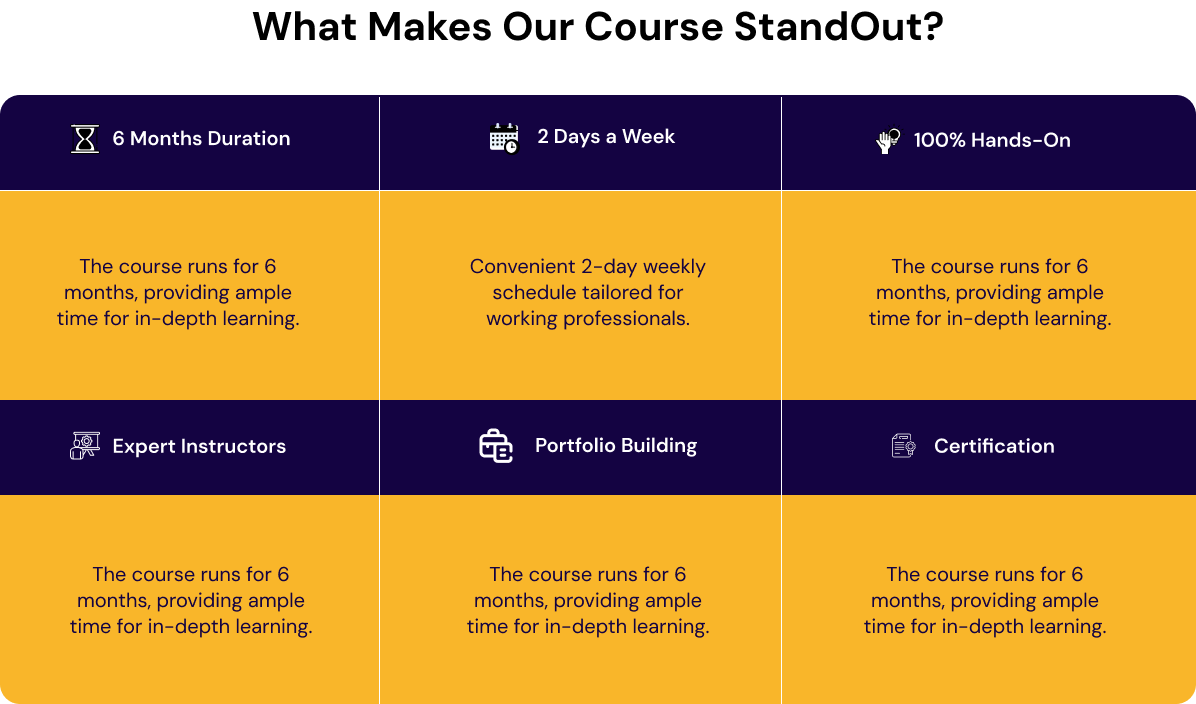 What Makes Our Course StandOut?
6 Months Duration
2 Days a Week
100% Hands-On
The course runs for 6
months, providing ample
time for in-depth learning.
Convenient 2-day weekly
schedule tailored for
working professionals.
The course runs for 6
months, providing ample
time for in-depth learning.
Expert Instructors
Portfolio Building
Certification
The course runs for 6
months, providing ample
time for in-depth learning.
The course runs for 6
months, providing ample
time for in-depth learning.
The course runs for 6
months, providing ample
time for in-depth learning.